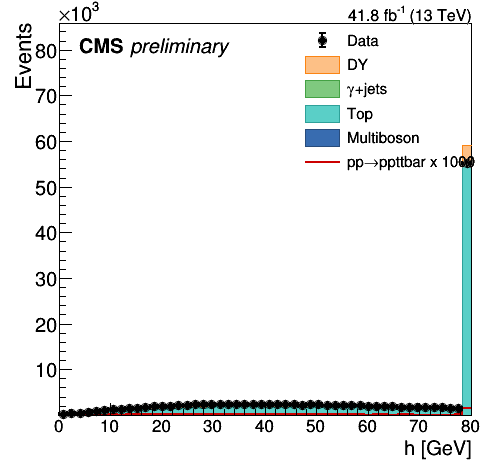 ×10³
41.8 fb⁻¹ (13 TeV)
Events
CMS preliminary
Data
DY
γ+jets
Top
Multiboson
pp→ppttbar x 1000
80
70
60
50
40
30
20
10
0 10 20 30 40 50 60 70 80
h [GeV]